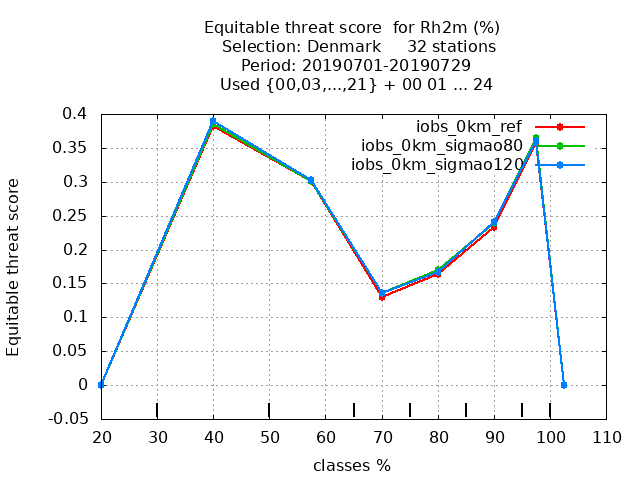 Equitable threat score  for Rh2m (%)
Selection: Denmark     32 stations
Period: 20190701-20190729
Used {00,03,...,21} + 00 01 ... 24
iobs_0km_ref
iobs_0km_sigmao80
iobs_0km_sigmao120
Equitable threat score
0.4
0.35
0.3
0.25
0.2
0.15
0.1
0.05
0
-0.05
20 30 40 50 60 70 80 90 100 110
classes %